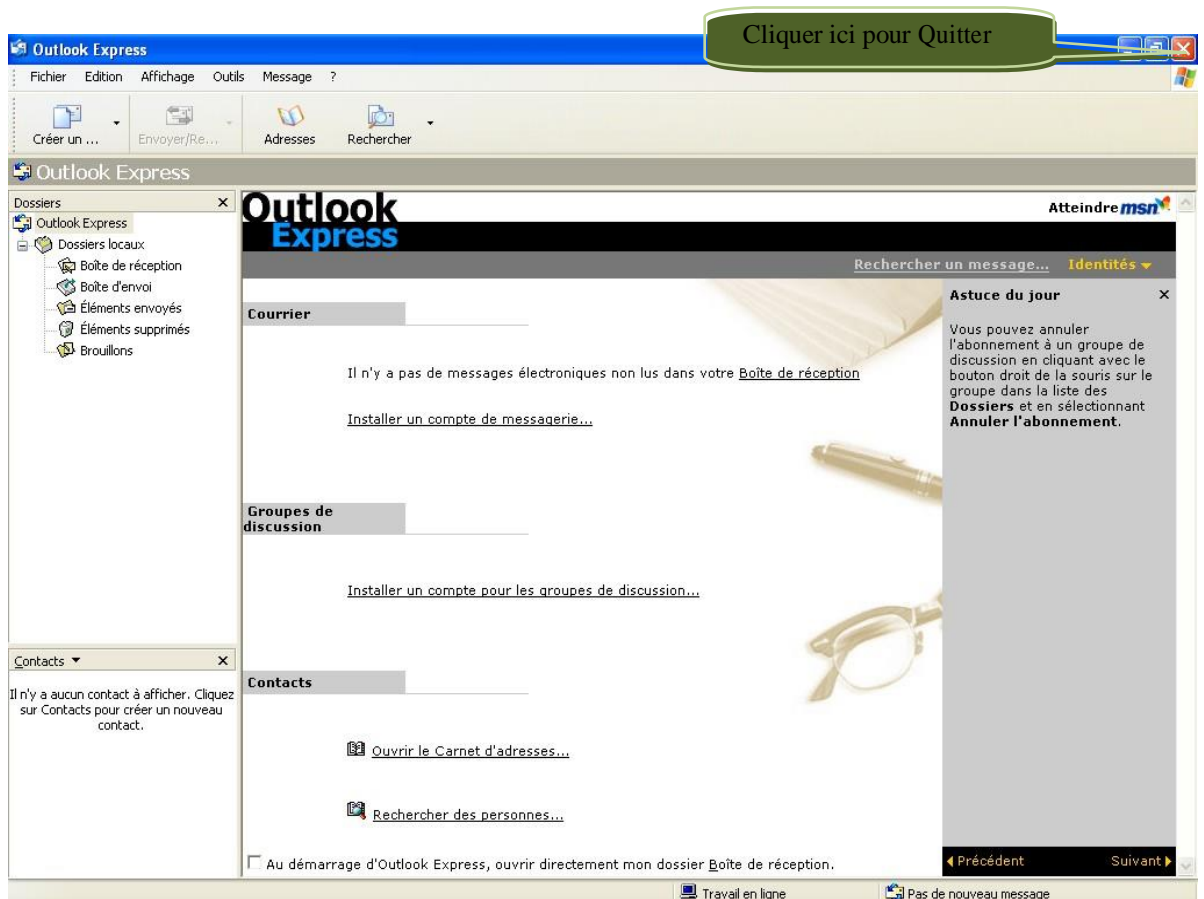 Cliquer ici pour Quitter
Outlook Express
Fichier Edition Affichage Outils Message ?
Créer un ... Envoyer/Re... Adresses Rechercher
Outlook Express
Dossiers
Outlook Express
Dossiers locaux
Boîte de réception
Boîte d'envoi
Éléments envoyés
Éléments supprimés
Brouillons
Contacts
Il n'y a aucun contact à afficher. Cliquez
sur Contacts pour créer un nouveau
contact.
Outlook
Express
Atteindre msn
Rechercher un message... Identités
Courrier
Il n'y a pas de messages électroniques non lus dans votre Boîte de réception
Installer un compte de messagerie...
Groupes de
discussion
Installer un compte pour les groupes de discussion...
Contacts
Ouvrir le Carnet d'adresses...
Rechercher des personnes...
Au démarrage d'Outlook Express, ouvrir directement mon dossier Boîte de réception.
Astuce du jour
Vous pouvez annuler
l'abonnement à un groupe de
discussion en cliquant avec le
bouton droit de la souris sur le
groupe dans la liste des
Dossiers et en sélectionnant
Annuler l'abonnement.
Précédent Suivant
Travail en ligne Pas de nouveau message